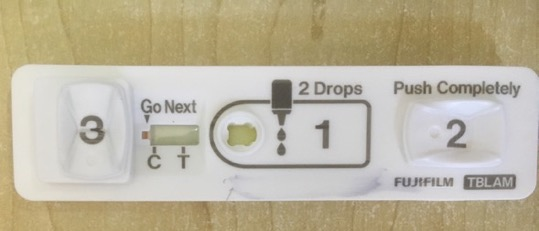 Go Next
3
C T
2 Drops
1
Push Completely
2
FUJIFILM TBLAM